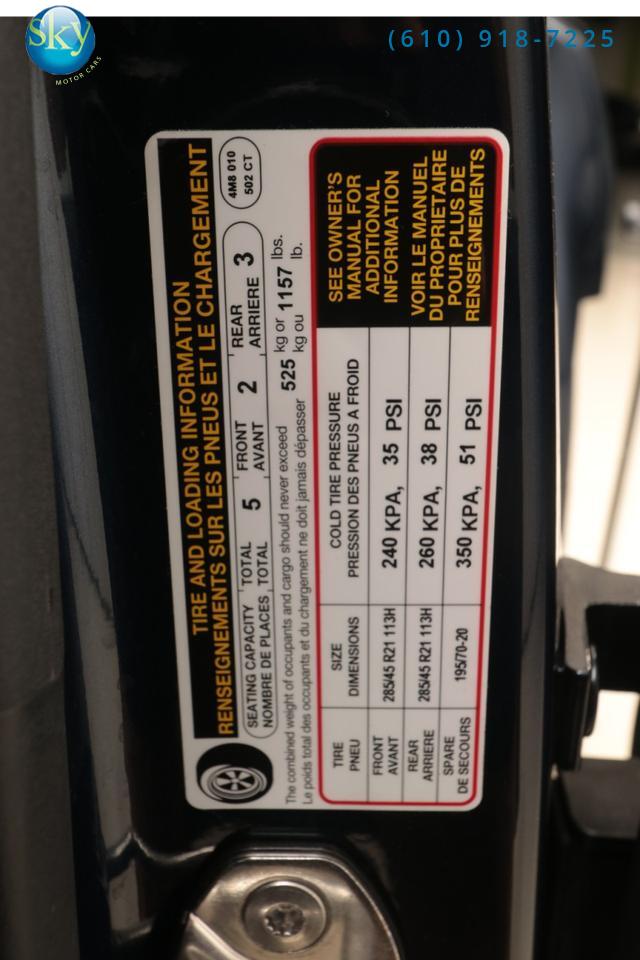 Sky
MOTOR CARS
(610) 918-7225
TIRE AND LOADING INFORMATION
RENSEIGNEMENTS SUR LES PNEUS ET LE CHARGEMENT
SEATING CAPACITY TOTAL 5 FRONT 2 REAR 3
NOMBRE DE PLACES TOTAL AVANT ARRIERE
4M8 010
502 CT
The combined weight of occupants and cargo should never exceed 525 kg or 1157 lbs.
Le poids total des occupants et du chargement ne doit jamais dépasser kg ou lb.
TIRE SIZE COLD TIRE PRESSURE
PNEU DIMENSIONS PRESSION DES PNEUS A FROID
FRONT
AVANT 285/45 R21 113H 240 KPA, 35 PSI
REAR
ARRIERE 285/45 R21 113H 260 KPA, 38 PSI
SPARE
DE SECOURS 195/70-20 350 KPA, 51 PSI
SEE OWNER'S
MANUAL FOR
ADDITIONAL
INFORMATION
VOIR LE MANUEL
DU PROPRIETAIRE
POUR PLUS DE
RENSEIGNEMENTS